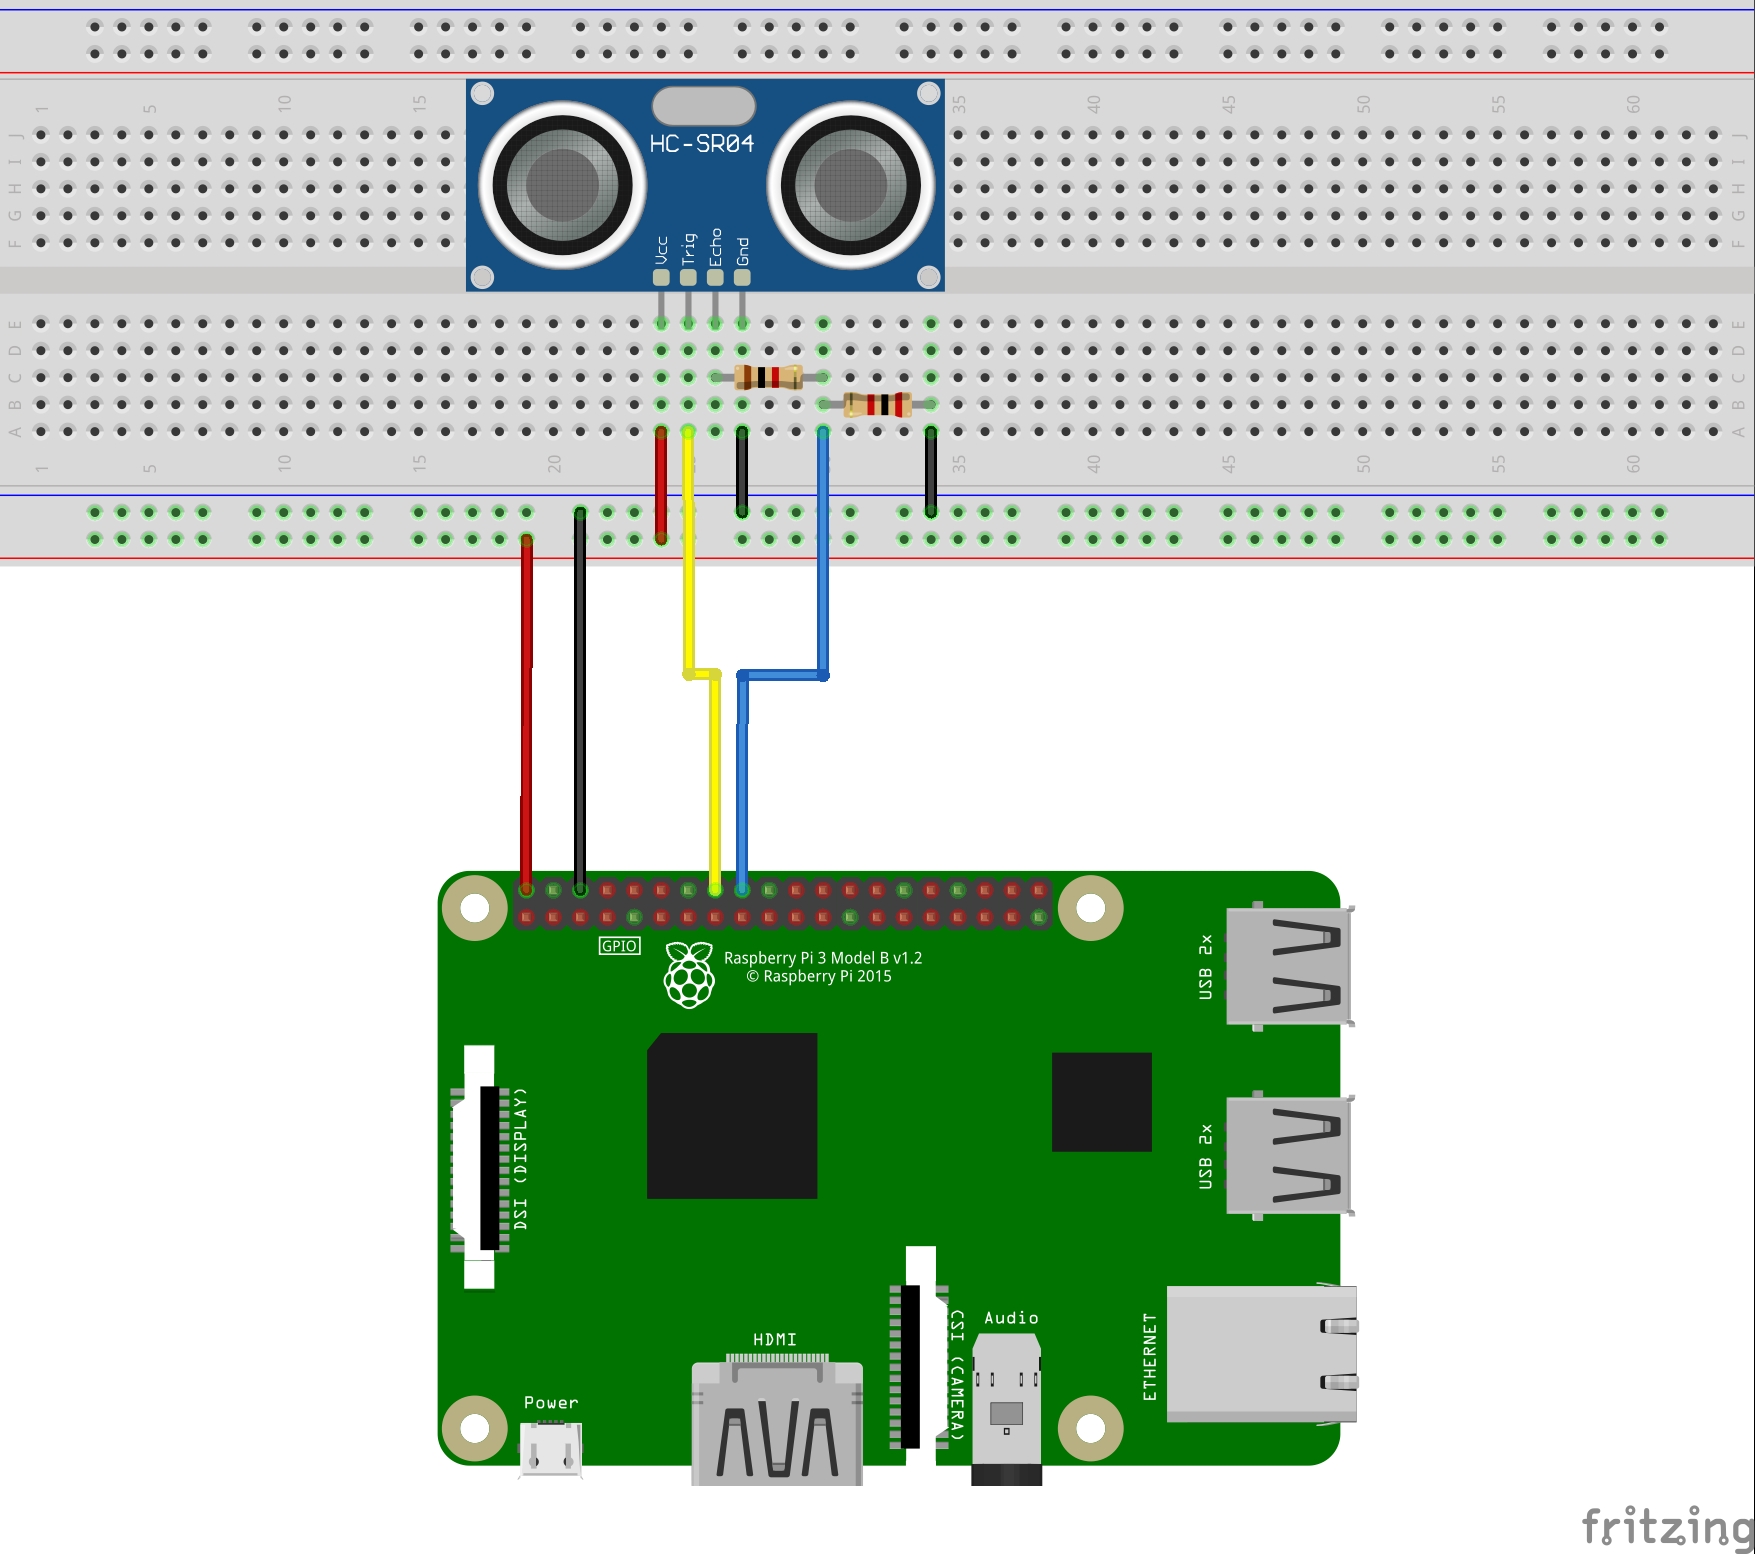 1 5 10 15 35 40 45 50 55 60
J
I
H
G
F
J
I
H
G
F
HC-SR04
Vcc
Trig
Echo
Gnd
E
D
C
B
A
E
D
C
B
A
1 5 10 15 20 35 40 45 50 55 60
GPIO
Raspberry Pi 3 Model B v1.2
© Raspberry Pi 2015
USB 2x
USB 2x
DSI (DISPLAY)
CSI (CAMERA)
Audio
ETHERNET
HDMI
Power
fritzing